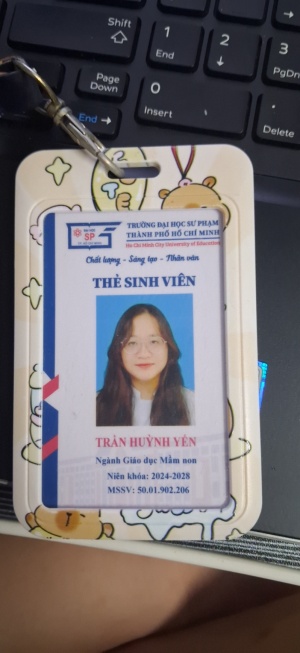 Shift
1
End
2
3
PgDn
Page
Down
0
Insert
.
Delete
End
TRƯỜNG ĐẠI HỌC SƯ PHẠM
THÀNH PHỐ HỒ CHÍ MINH
Ho Chi Minh City University of Education
SP
Chất lượng - Sáng tạo - Nhân văn
THẺ SINH VIÊN
TRẦN HUỲNH YÊN
Ngành Giáo dục Mầm non
Niên khóa: 2024-2028
MSSV: 50.01.902.206